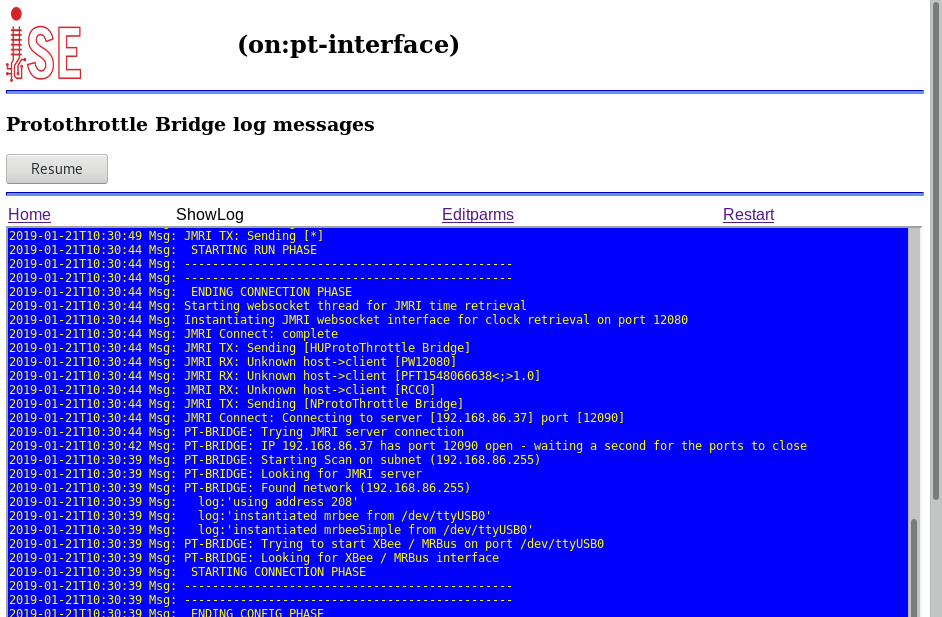 iSE
(on:pt-interface)
Protothrottle Bridge log messages
Resume
Home ShowLog Editparms Restart
2019-01-21T10:30:49 Msg: JMRI TX: Sending [*]
2019-01-21T10:30:44 Msg:  STARTING RUN PHASE
2019-01-21T10:30:44 Msg: -----------------------------------------------
2019-01-21T10:30:44 Msg: -----------------------------------------------
2019-01-21T10:30:44 Msg:  ENDING CONNECTION PHASE
2019-01-21T10:30:44 Msg: Starting websocket thread for JMRI time retrieval
2019-01-21T10:30:44 Msg: Instantiating JMRI websocket interface for clock retrieval on port 12080
2019-01-21T10:30:44 Msg: JMRI Connect: complete
2019-01-21T10:30:44 Msg: JMRI TX: Sending [HUProtoThrottle Bridge]
2019-01-21T10:30:44 Msg: JMRI RX: Unknown host->client [PW12080]
2019-01-21T10:30:44 Msg: JMRI RX: Unknown host->client [PFT1548066638<;>1.0]
2019-01-21T10:30:44 Msg: JMRI RX: Unknown host->client [RCC0]
2019-01-21T10:30:44 Msg: JMRI TX: Sending [NProtoThrottle Bridge]
2019-01-21T10:30:44 Msg: JMRI Connect: Connecting to server [192.168.86.37] port [12090]
2019-01-21T10:30:44 Msg: PT-BRIDGE: Trying JMRI server connection
2019-01-21T10:30:42 Msg: PT-BRIDGE: IP 192.168.86.37 has port 12090 open - waiting a second for the ports to close
2019-01-21T10:30:39 Msg: PT-BRIDGE: Starting Scan on subnet (192.168.86.255)
2019-01-21T10:30:39 Msg: PT-BRIDGE: Looking for JMRI server
2019-01-21T10:30:39 Msg: PT-BRIDGE: Found network (192.168.86.255)
2019-01-21T10:30:39 Msg:   log:'using address 208'
2019-01-21T10:30:39 Msg:   log:'instantiated mrbee from /dev/ttyUSB0'
2019-01-21T10:30:39 Msg:   log:'instantiated mrbeeSimple from /dev/ttyUSB0'
2019-01-21T10:30:39 Msg: PT-BRIDGE: Trying to start XBee / MRBus on port /dev/ttyUSB0
2019-01-21T10:30:39 Msg: PT-BRIDGE: Looking for XBee / MRBus interface
2019-01-21T10:30:39 Msg:  STARTING CONNECTION PHASE
2019-01-21T10:30:39 Msg: -----------------------------------------------
2019-01-21T10:30:39 Msg: -----------------------------------------------
2019-01-21T10:30:39 Msg:  ENDING CONFIG PHASE